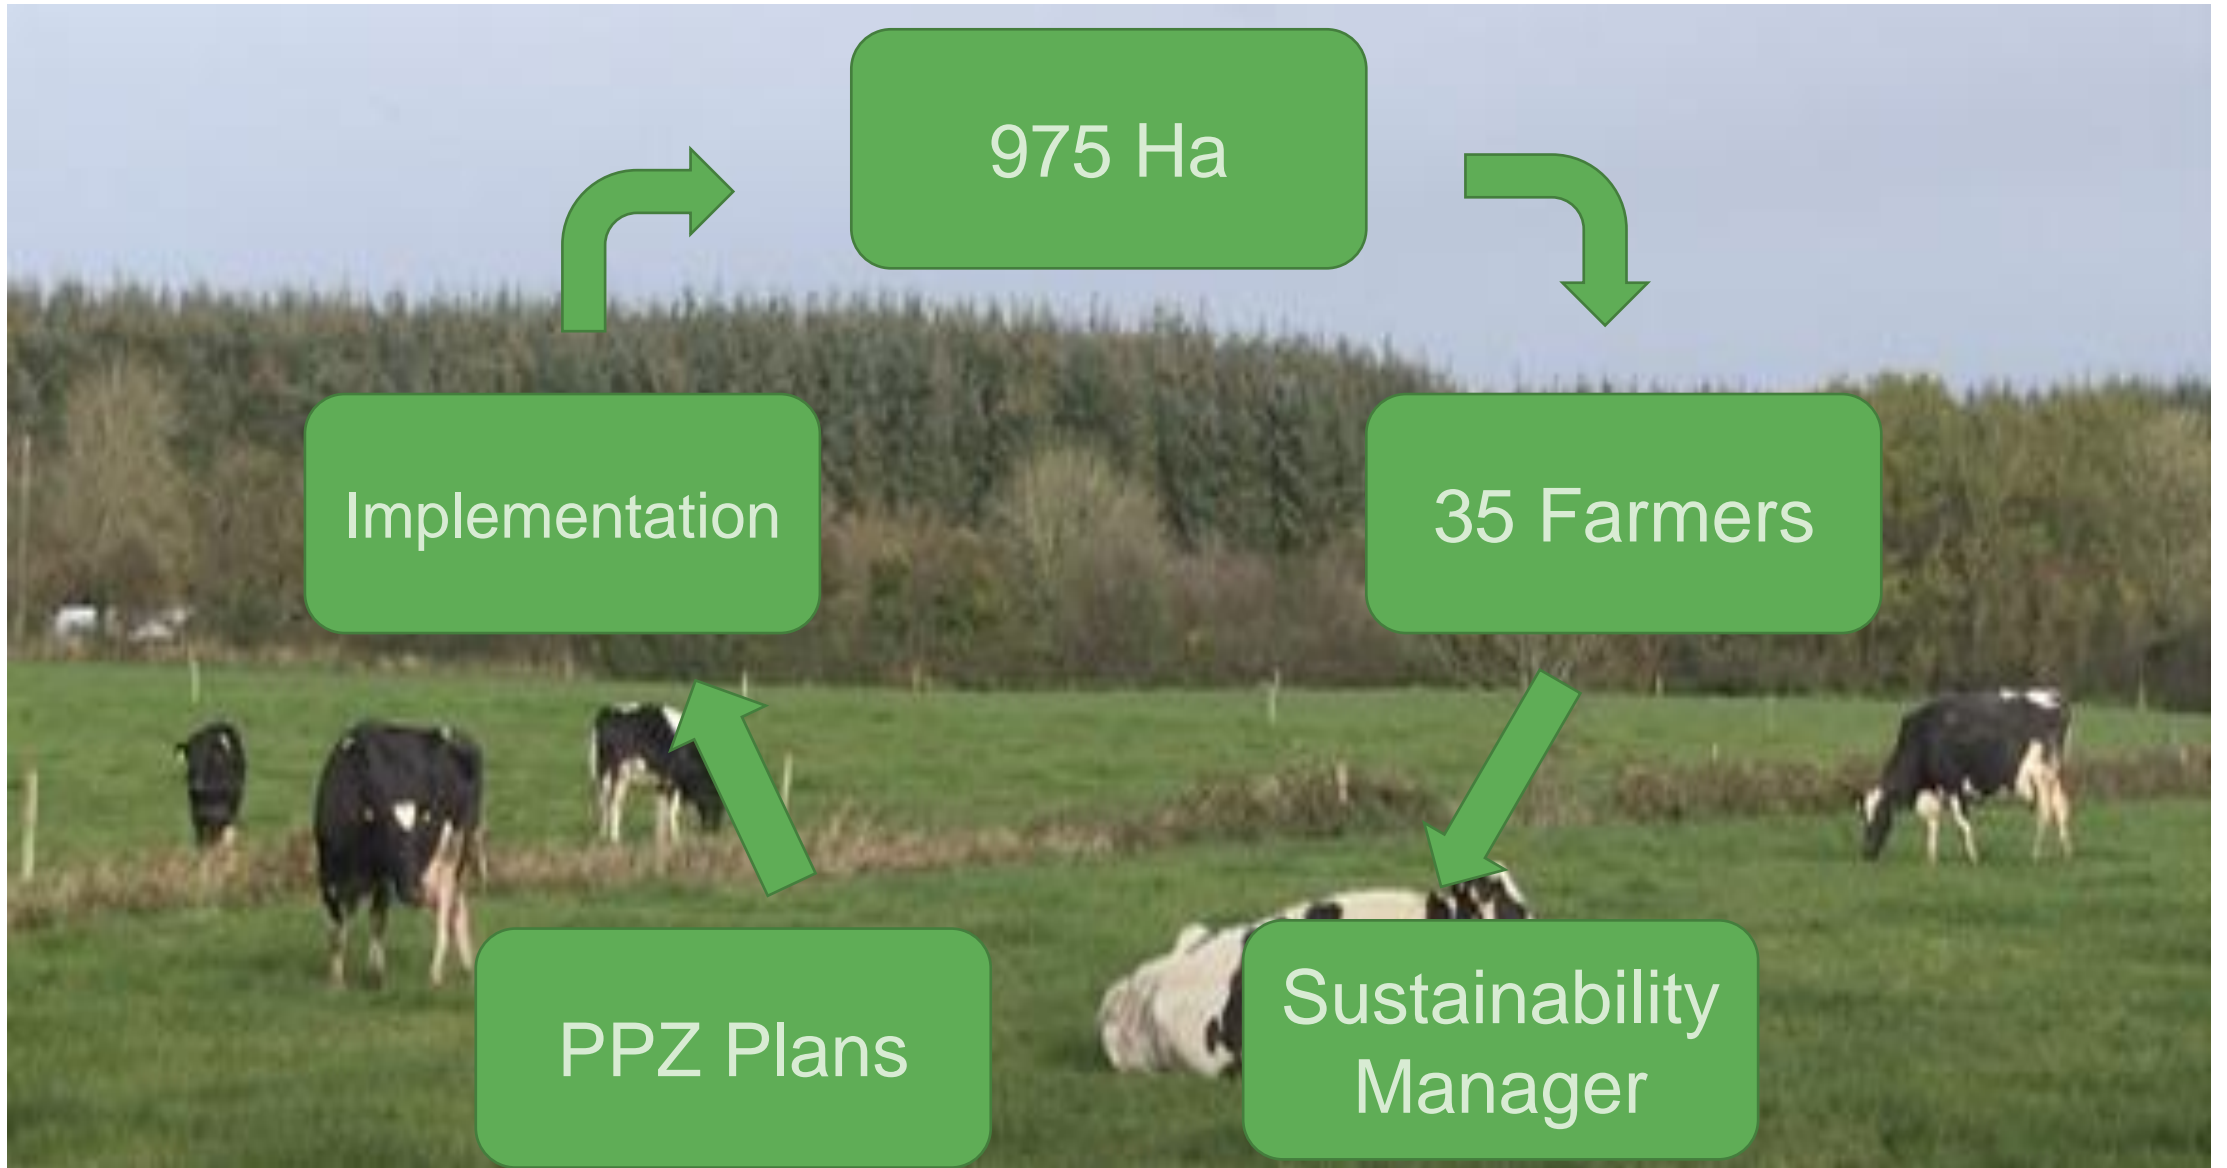 975 Ha
35 Farmers
Sustainability
Manager
PPZ Plans
Implementation